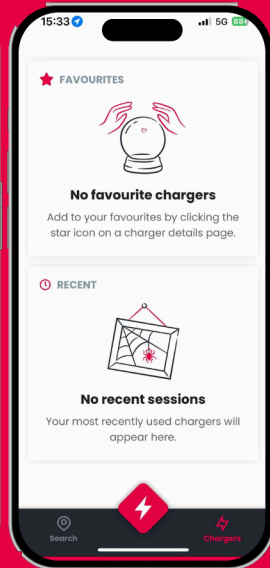 15:33
5G 88
FAVOURITES
No favourite chargers
Add to your favourites by clicking the
star icon on a charger details page.
RECENT
No recent sessions
Your most recently used chargers will
appear here.
Search
Chargers